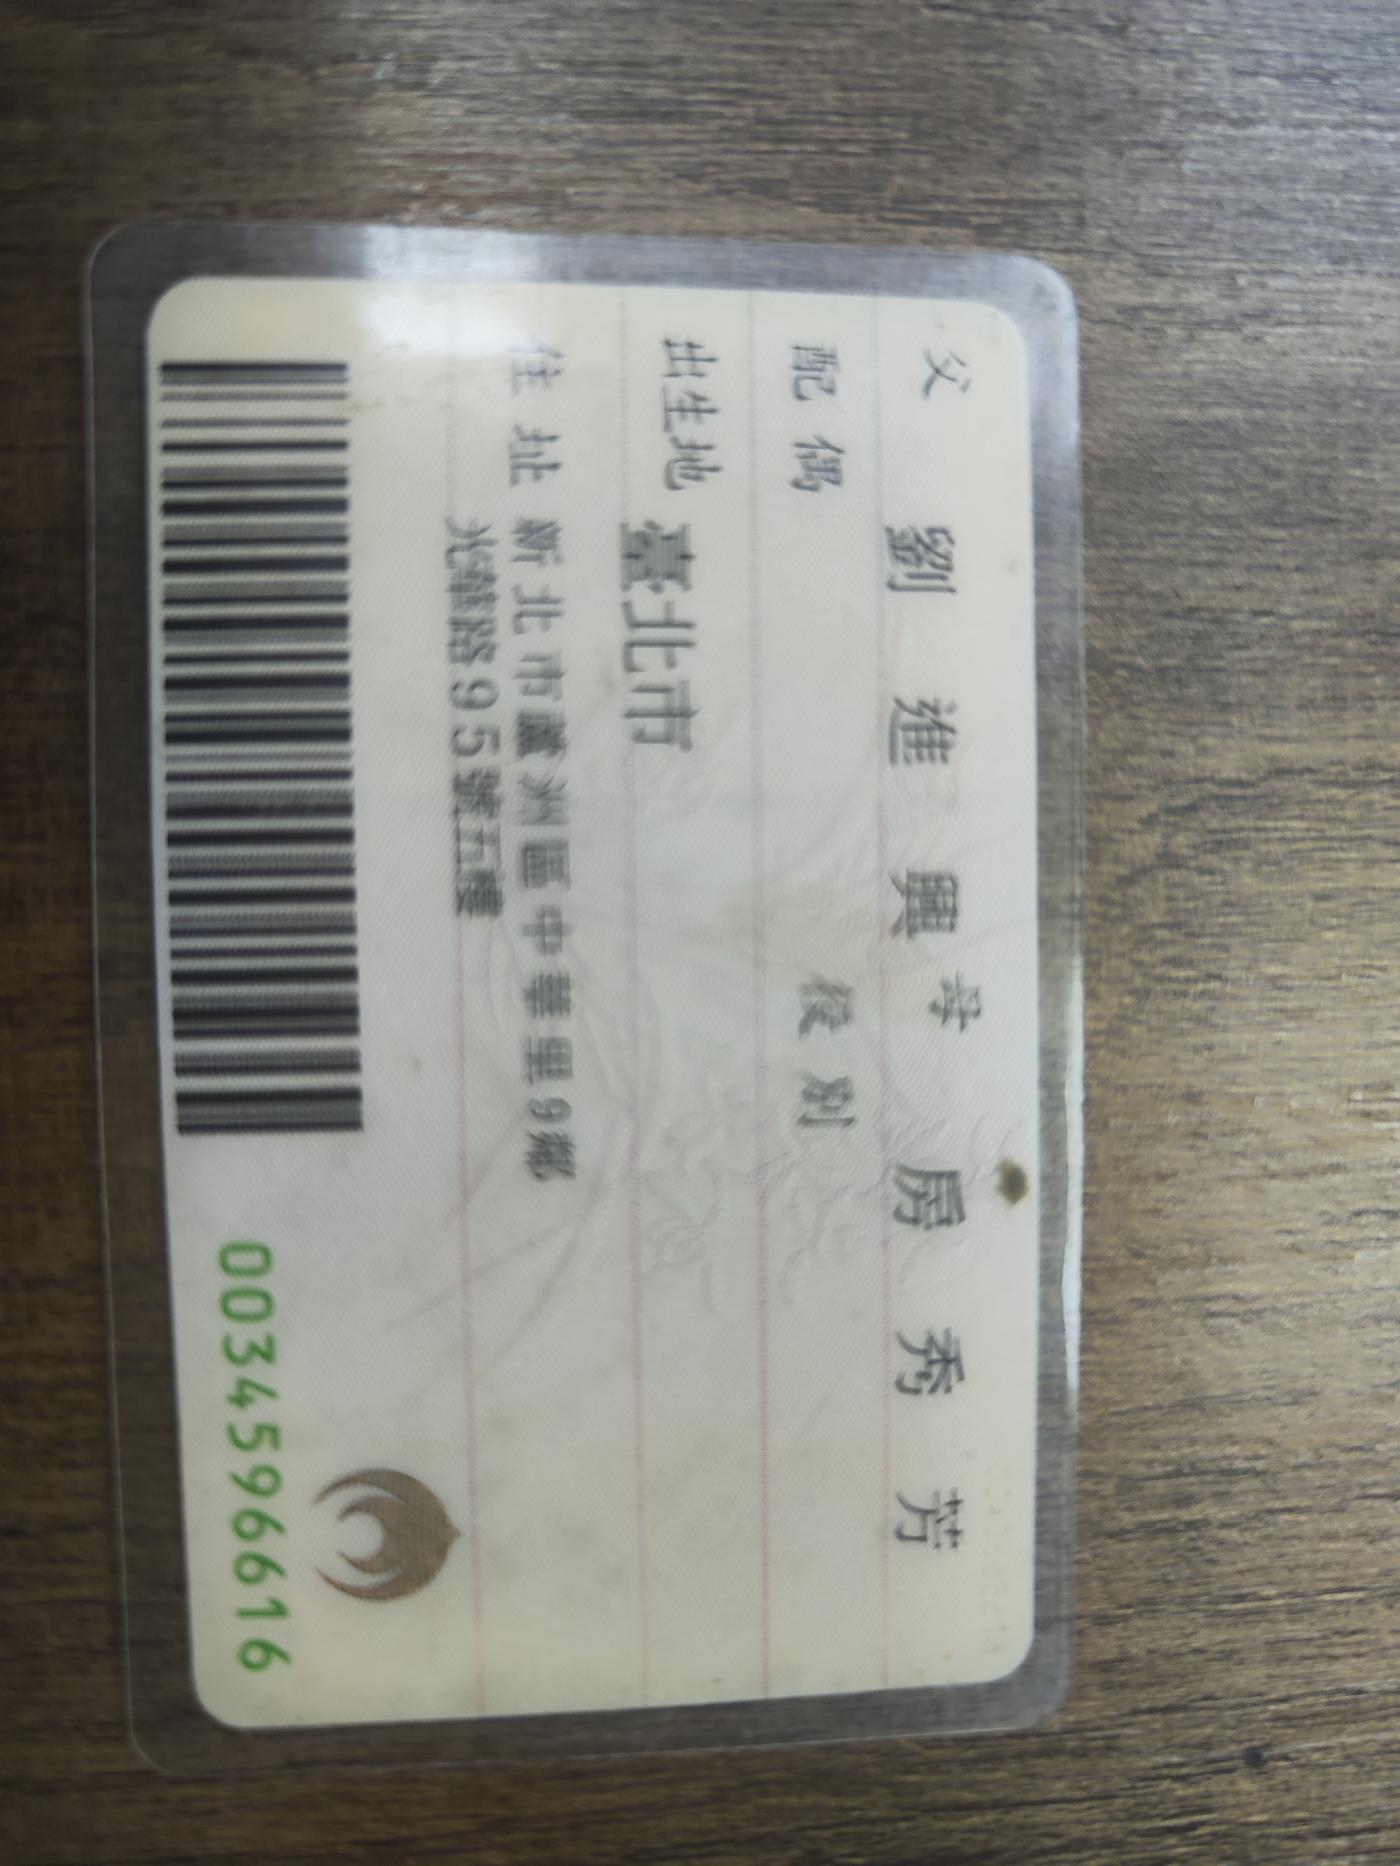 父 劉進興 母 房秀芳
配偶 役別
出生地 臺北市
住址 新北市蘆洲區中華里9鄰
光華路95號五樓
0034596616